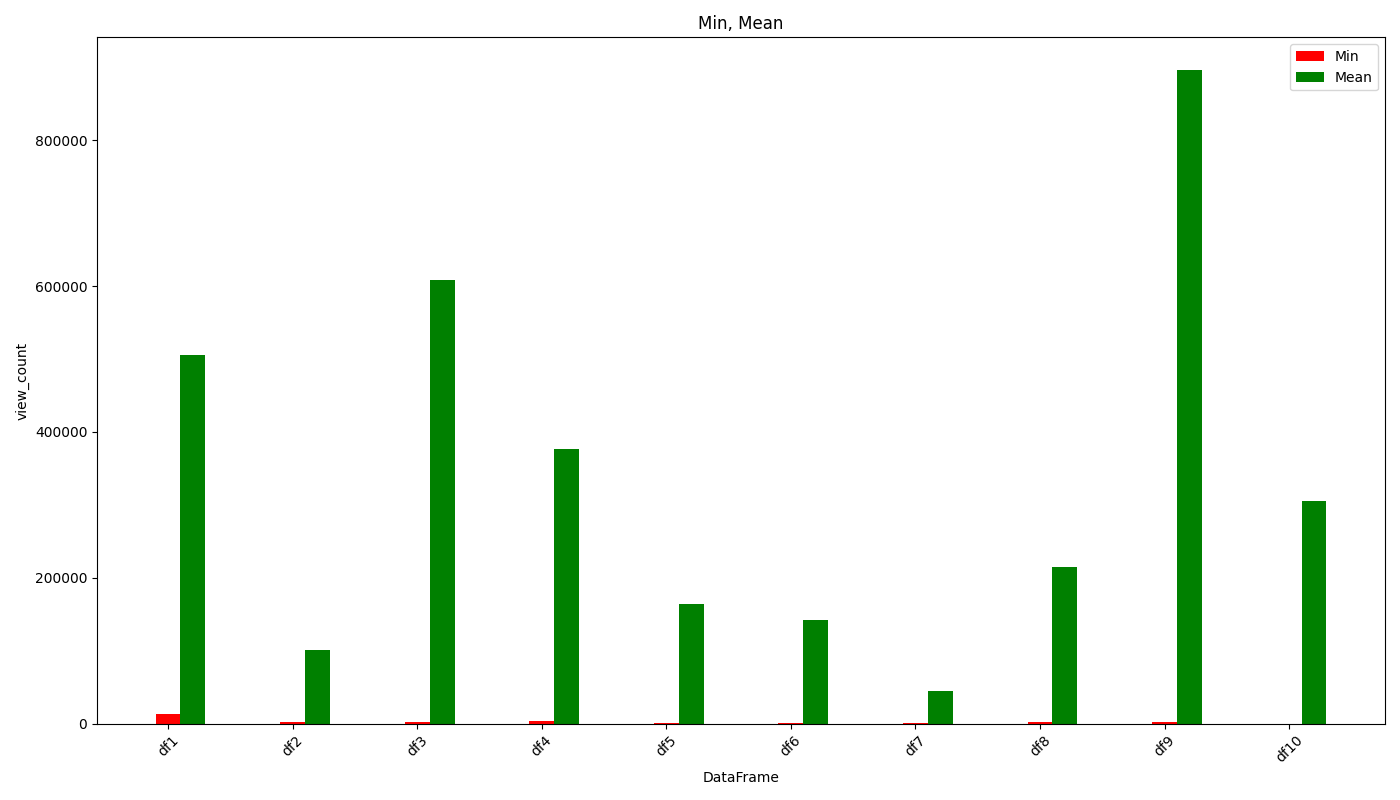 Min, Mean
Min
Mean
800000
600000
400000
200000
0
view_count
df1
df2
df3
df4
df5
df6
df7
df8
df9
df10
DataFrame